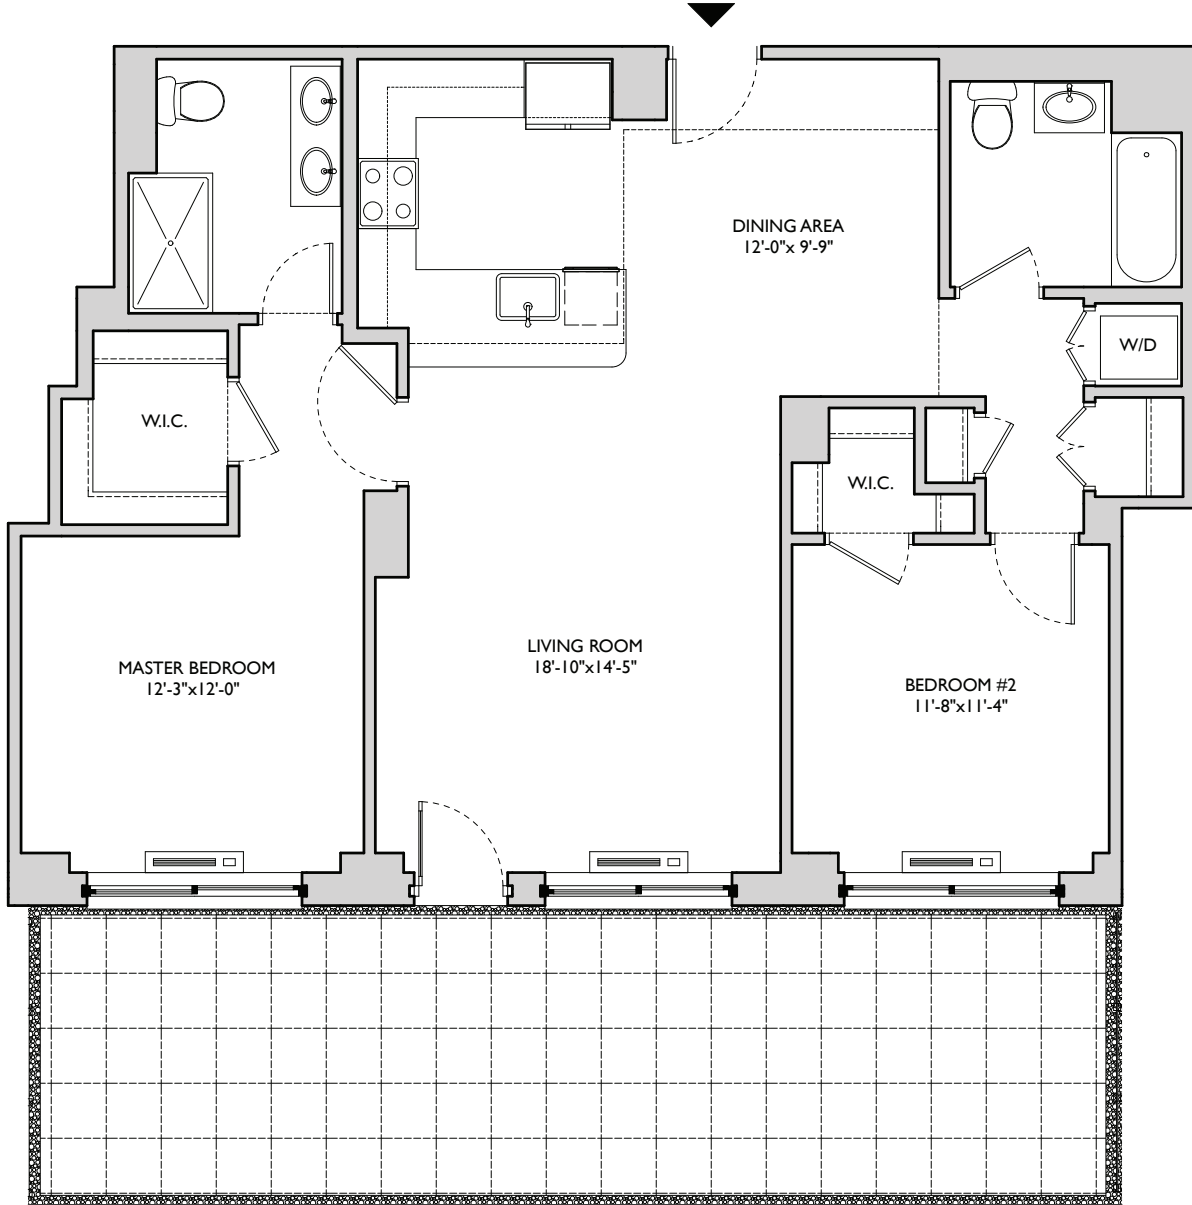 DINING AREA
12'-0"x 9'-9"
W/D
W.I.C.
W.I.C.
LIVING ROOM
18'-10"x14'-5"
MASTER BEDROOM
12'-3"x12'-0"
BEDROOM #2
11'-8"x11'-4"